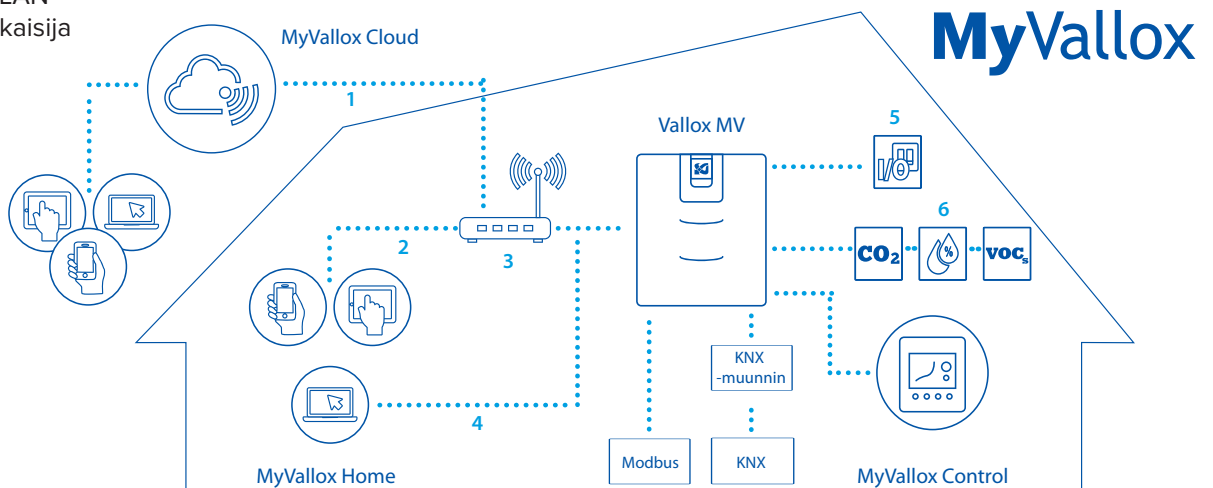 LAN
kaisija
MyVallox
MyVallox Cloud
1
Vallox MV
5
I/O
6
2
3
CO₂
%
VOCs
KNX
-muunnin
4
Modbus
KNX
MyVallox Home
MyVallox Control